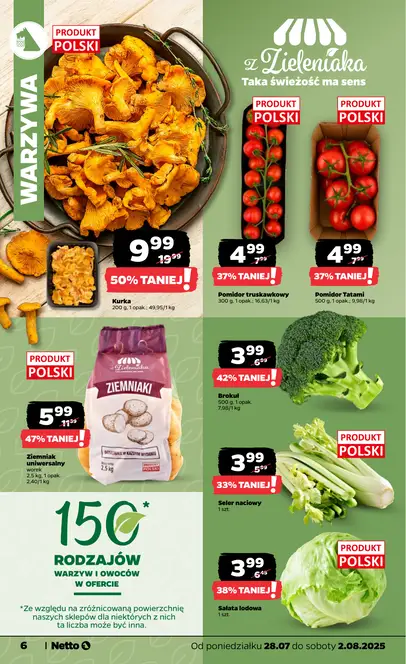 WARZYWA
PRODUKT
POLSKI
Z Zieleniaka
Taka świeżość ma sens
PRODUKT
POLSKI
PRODUKT
POLSKI
9.99
19.99
50% TANIEJ
Kurka
200 g, 1 opak.; 49,95/1 kg
4.99
7.99
37% TANIEJ
Pomidor truskawkowy
300 g, 1 opak.; 16,63/1 kg
4.99
7.99
37% TANIEJ
Pomidor Tatami
500 g, 1 opak.; 9,98/1 kg
PRODUKT
POLSKI
Z Zieleniaka
ZIEMNIAKI
2,5 kg
5.99
11.39
47% TANIEJ
Ziemniak
uniwersalny
worek
2,5 kg, 1 opak.
2,40/1 kg
3.99
6.99
42% TANIEJ
Brokuł
500 g, 1 opak.
7,98/1 kg
PRODUKT
POLSKI
3.99
5.99
33% TANIEJ
Seler naciowy
1 szt.
PRODUKT
POLSKI
3.99
6.49
38% TANIEJ
Sałata lodowa
1 szt.
150*
RODZAJÓW
WARZYW I OWOCÓW
W OFERCIE
*Ze względu na zróżnicowaną powierzchnię
naszych sklepów dla niektórych z nich
ta liczba może być inna.
6 | Netto
Od poniedziałku 28.07 do soboty 2.08.2025